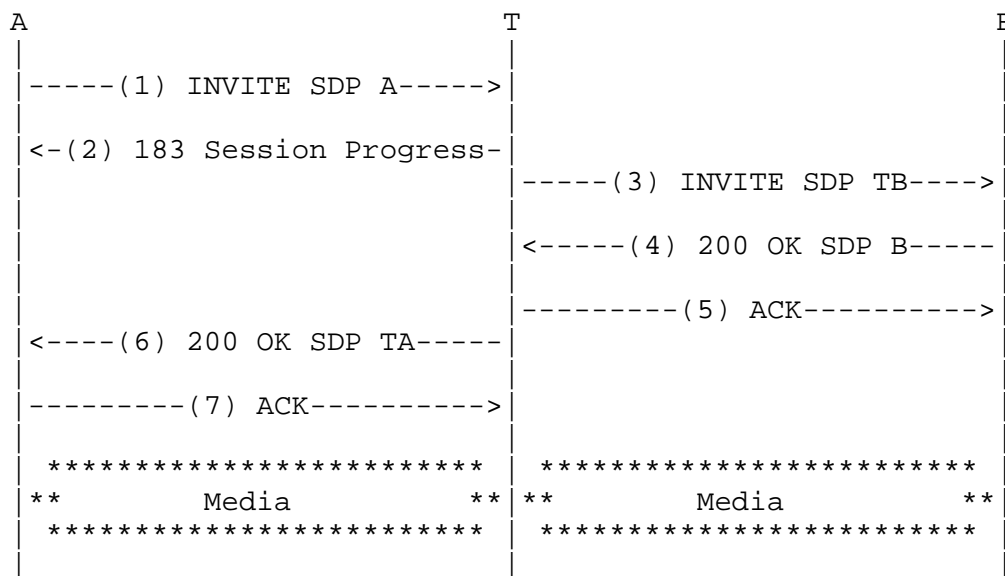 A T B
-----(1) INVITE SDP A----->
<-(2) 183 Session Progress-
-----(3) INVITE SDP TB---->
<-----(4) 200 OK SDP B-----
---------(5) ACK---------->
<----(6) 200 OK SDP TA-----
---------(7) ACK---------->
************************* *************************
** Media ** ** Media **
************************* *************************